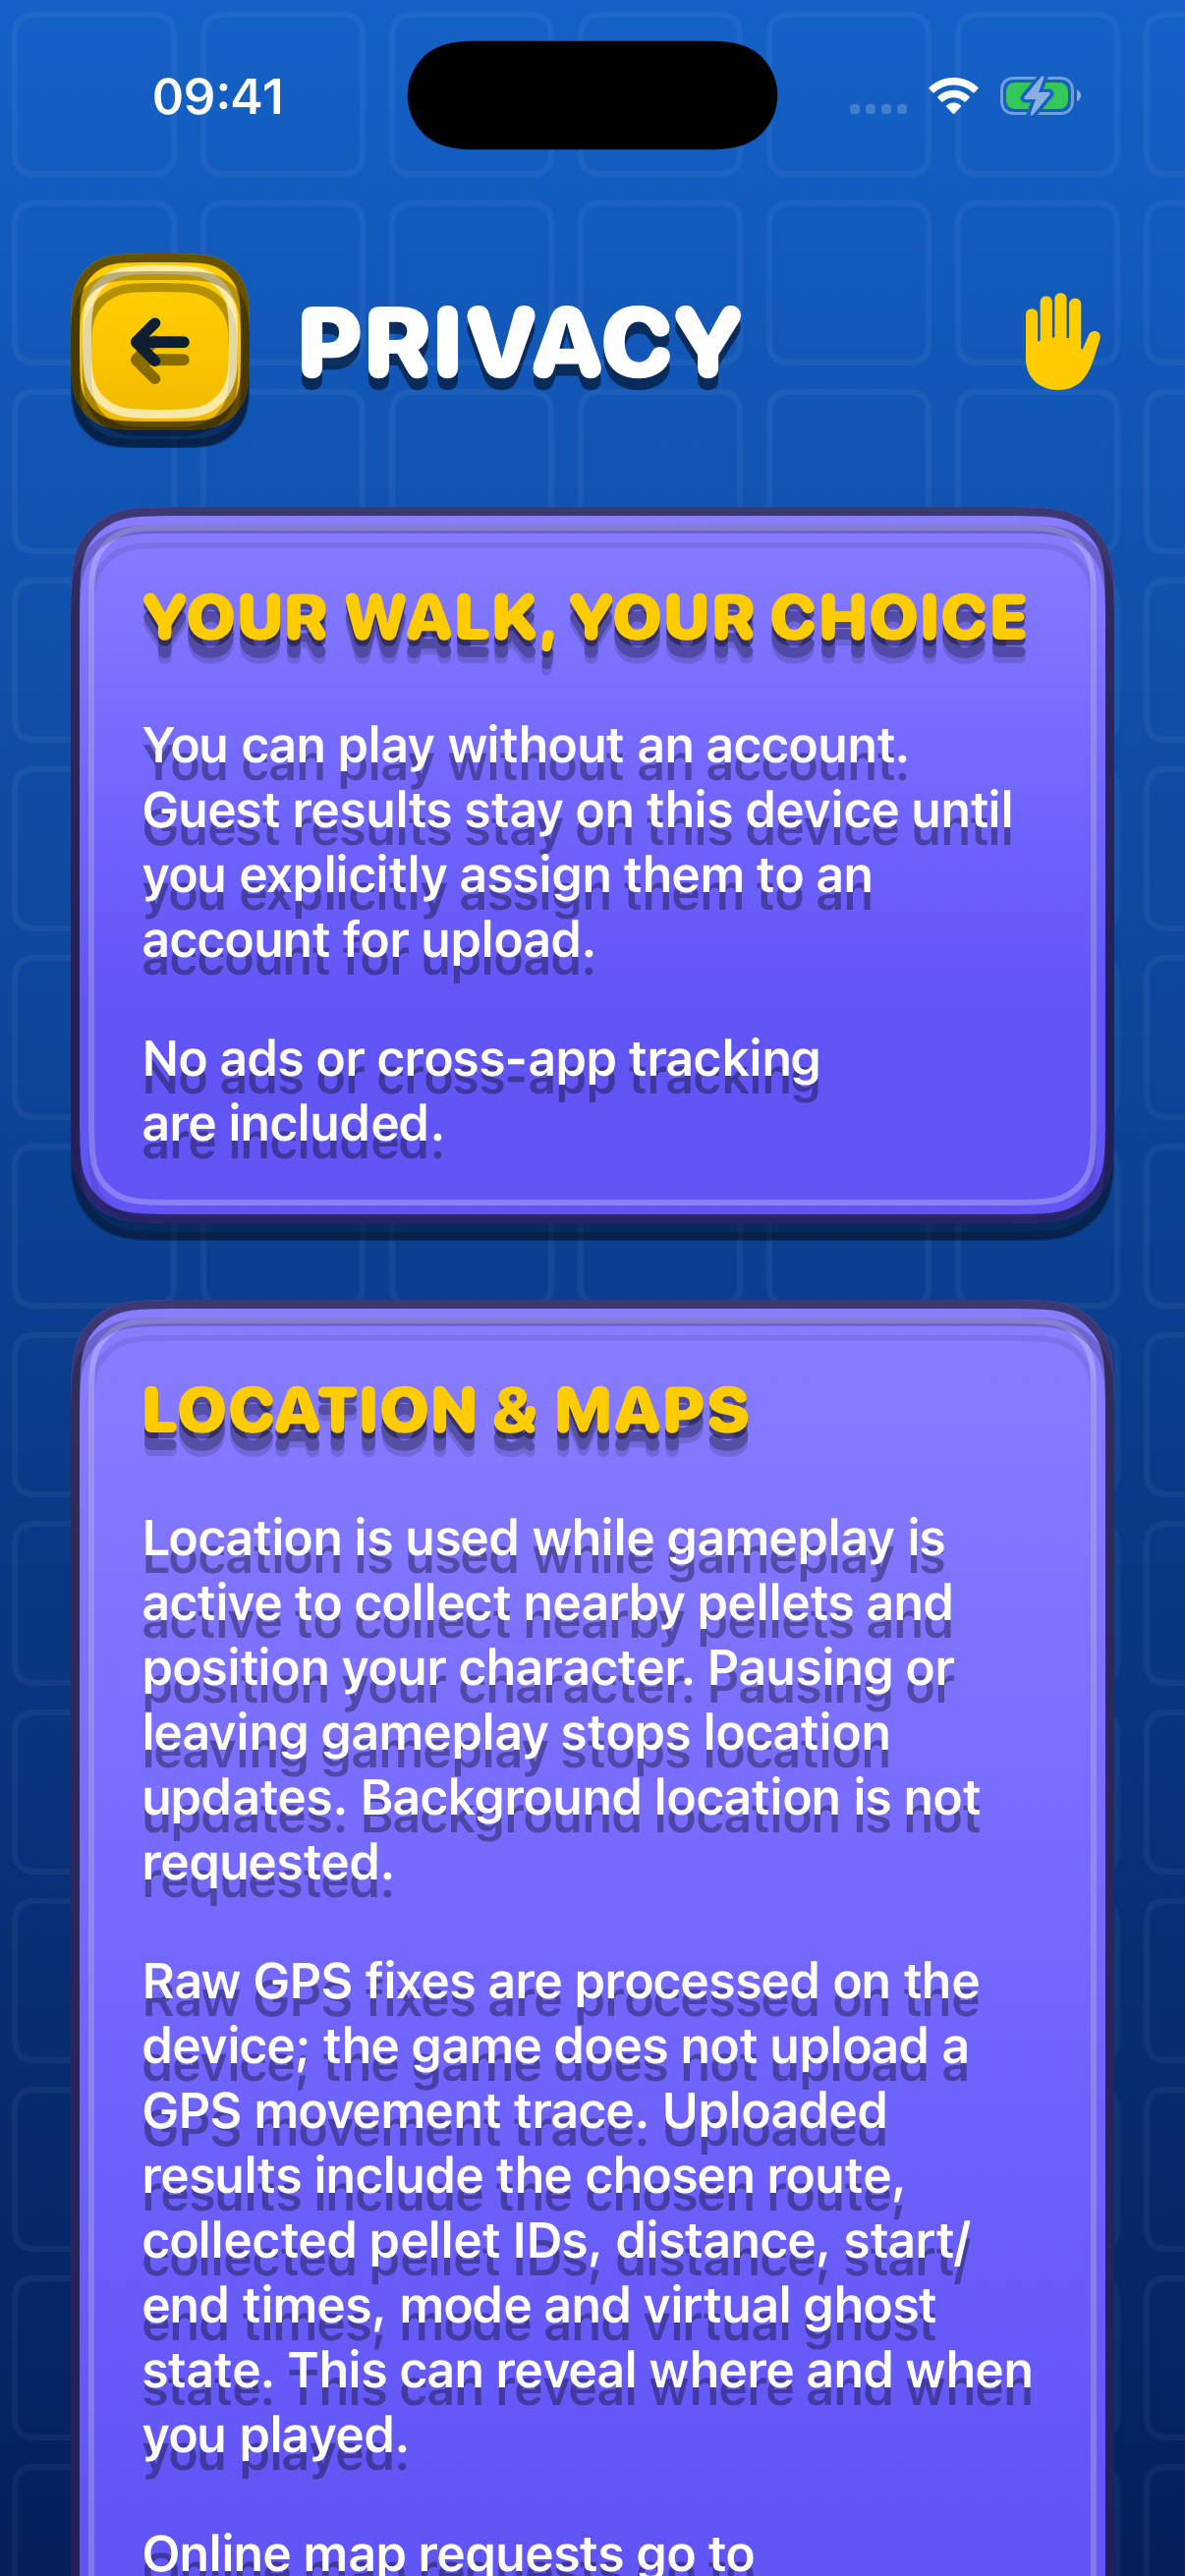 09:41
PRIVACY
YOUR WALK, YOUR CHOICE
You can play without an account.
Guest results stay on this device until
you explicitly assign them to an
account for upload.
No ads or cross-app tracking
are included.
LOCATION & MAPS
Location is used while gameplay is
active to collect nearby pellets and
position your character. Pausing or
leaving gameplay stops location
updates. Background location is not
requested.
Raw GPS fixes are processed on the
device; the game does not upload a
GPS movement trace. Uploaded
results include the chosen route,
collected pellet IDs, distance, start/
end times, mode and virtual ghost
state. This can reveal where and when
you played.
Online map requests go to